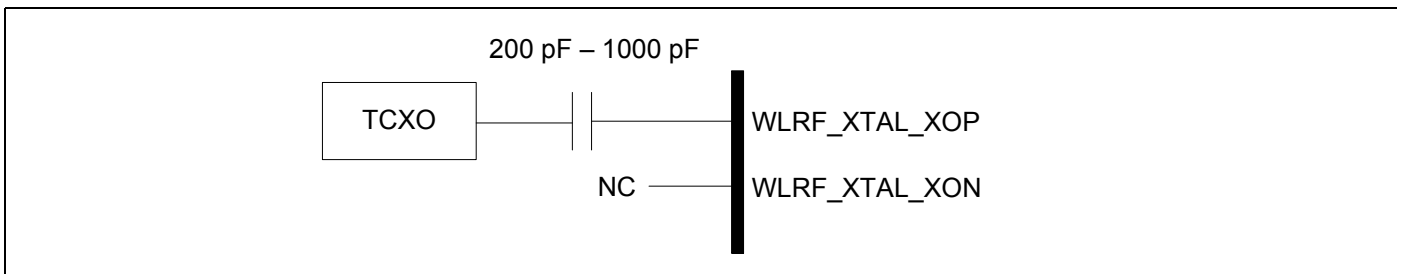 200 pF – 1000 pF
TCXO
WLRF_XTAL_XOP
NC
WLRF_XTAL_XON